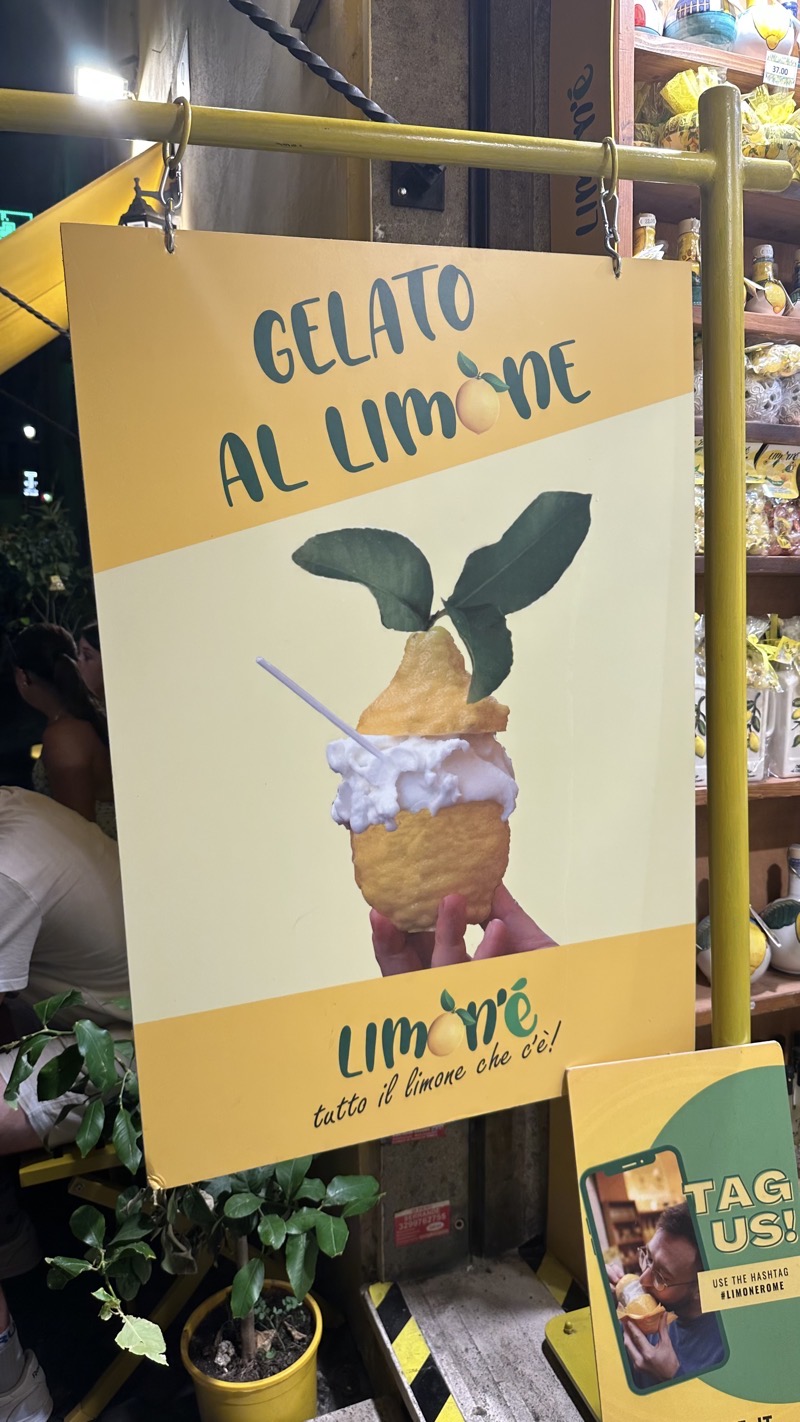 37.00
GELATO
AL LIMONE
LIMON'É
tutto il limone che c'è!
TAG
US!
USE THE HASHTAG
#LIMONEROME